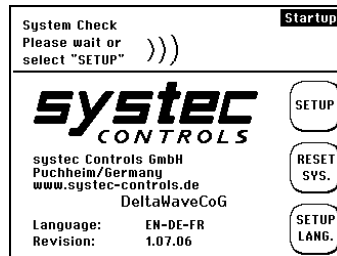 System Check
Startup
Please wait or
select "SETUP"
systec
CONTROLS
SETUP
systec Controls GmbH
Puchheim/Germany
www.systec-controls.de
RESET
SYS.
DeltaWaveCoG
Language: EN-DE-FR
Revision: 1.07.06
SETUP
LANG.